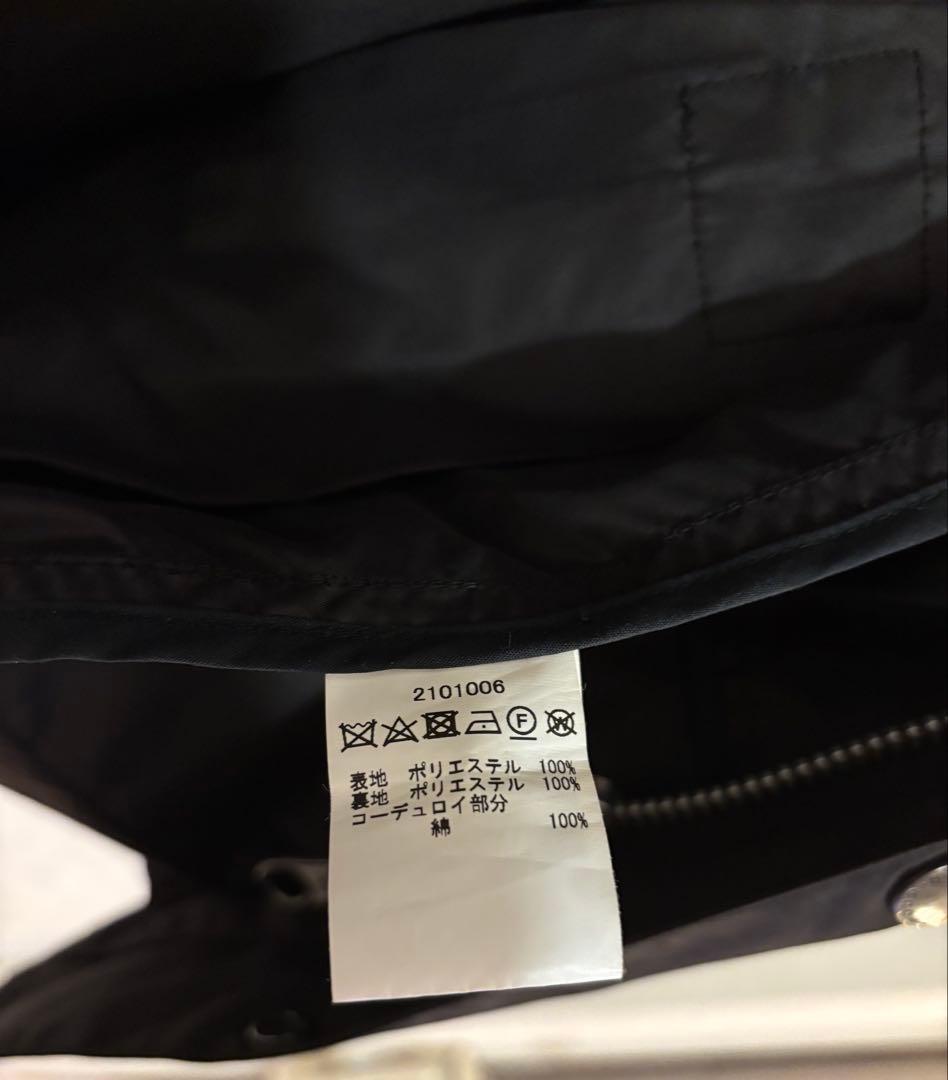 2101006
F W
表地 ポリエステル 100%
裏地 ポリエステル 100%
コーデュロイ部分
綿 100%